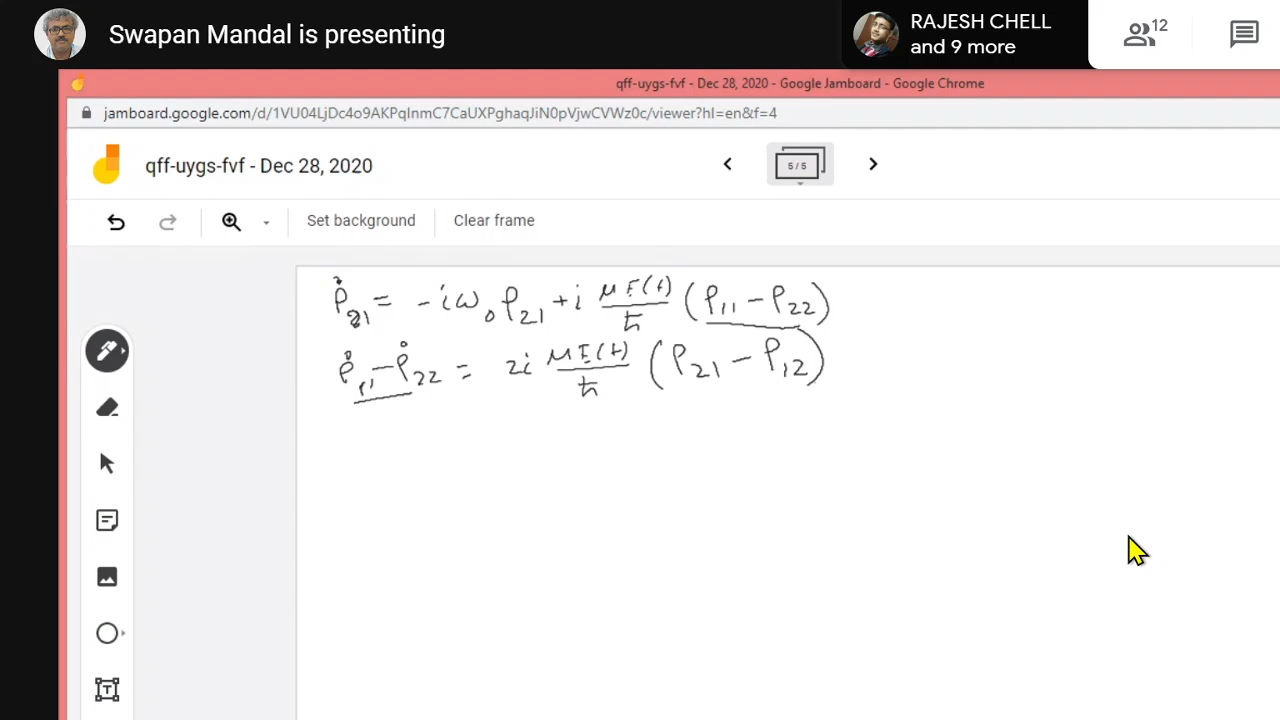 Swapan Mandal is presenting
RAJESH CHELL
and 9 more
12
qff-uygs-fvf - Dec 28, 2020 - Google Jamboard - Google Chrome
jamboard.google.com/d/1VU04LjDc4o9AKPqInmC7CaUXPghaqJiN0pVjwCVWz0c/viewer?hl=en&f=4
qff-uygs-fvf - Dec 28, 2020
5 / 5
Set background
Clear frame
ρ̇₂₁ = -iω₀ρ₂₁ + i μE(t)/ħ (ρ₁₁ - ρ₂₂)
ρ̇₁₁ - ρ̇₂₂ = 2i μE(t)/ħ (ρ₂₁ - ρ₁₂)